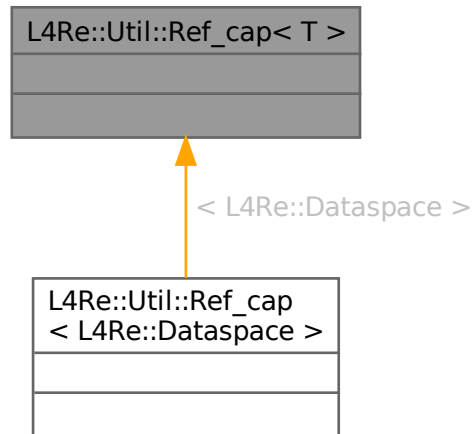 L4Re::Util::Ref_cap< T >
< L4Re::Dataspace >
L4Re::Util::Ref_cap
< L4Re::Dataspace >